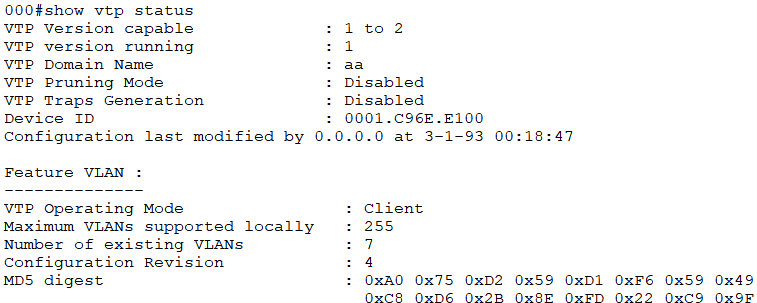 000#show vtp status
VTP Version capable : 1 to 2
VTP version running : 1
VTP Domain Name : aa
VTP Pruning Mode : Disabled
VTP Traps Generation : Disabled
Device ID : 0001.C96E.E100
Configuration last modified by 0.0.0.0 at 3-1-93 00:18:47
Feature VLAN :
--------------
VTP Operating Mode : Client
Maximum VLANs supported locally : 255
Number of existing VLANs : 7
Configuration Revision : 4
MD5 digest : 0xA0 0x75 0xD2 0x59 0xD1 0xF6 0x59 0x49
0xC8 0xD6 0x2B 0x8E 0xFD 0x22 0xC9 0x9F